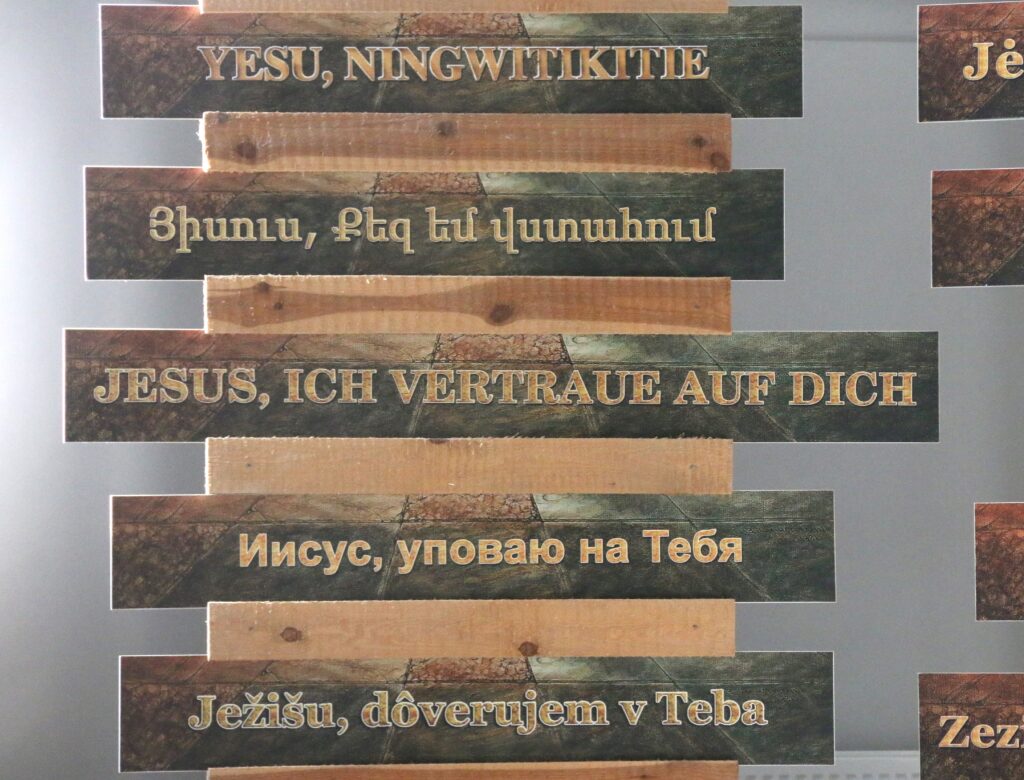 YESU, NINGWITIKITIE
Յիսուս, Քեզ եմ վստահում
JESUS, ICH VERTRAUE AUF DICH
Иисус, уповаю на Тебя
Ježišu, dôverujem v Teba